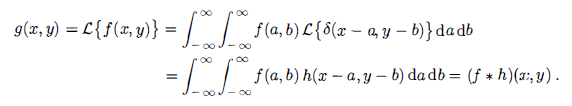 g(x, y) = ℒ{f(x, y)} = ∫_{-∞}^{∞} ∫_{-∞}^{∞} f(a, b) ℒ{δ(x − a, y − b)} da db
= ∫_{-∞}^{∞} ∫_{-∞}^{∞} f(a, b) h(x − a, y − b) da db = (f ∗ h)(x, y) .